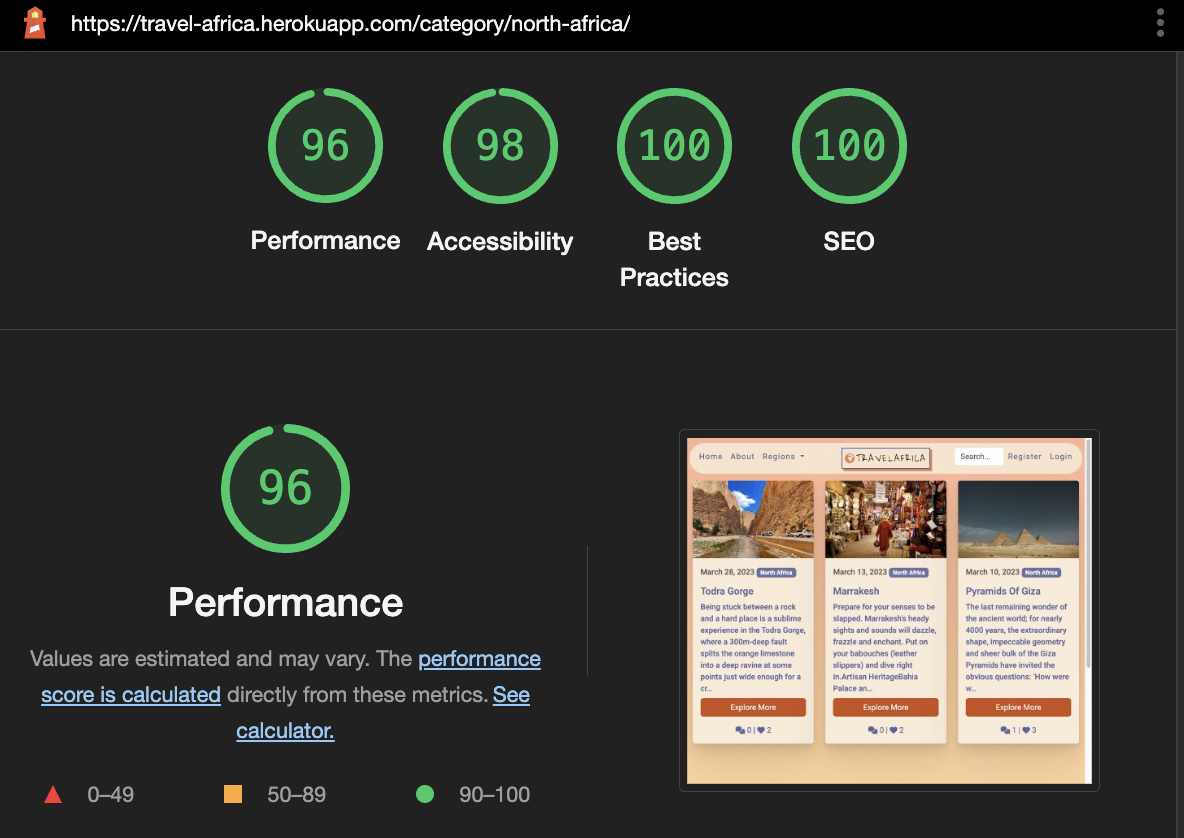 https://travel-africa.herokuapp.com/category/north-africa/
96
98
100
100
Performance
Accessibility
Best
Practices
SEO
96
Performance
Values are estimated and may vary. The performance
score is calculated directly from these metrics. See
calculator.
0–49
50–89
90–100
Home About Regions
TRAVELAFRICA
Search...
Register Login
March 28, 2023 North Africa
Todra Gorge
Being stuck between a rock
and a hard place is a sublime
experience in the Todra Gorge,
where a 300m-deep fault
splits the orange limestone
into a deep ravine at some
points just wide enough for a
cr...
Explore More
0 | 2
March 13, 2023 North Africa
Marrakesh
Prepare for your senses to be
slapped. Marrakesh's heady
sights and sounds will dazzle,
frazzle and enchant. Put on
your babouches (leather
slippers) and dive right
in.Artisan HeritageBahia
Palace an...
Explore More
0 | 2
March 10, 2023 North Africa
Pyramids Of Giza
The last remaining wonder of
the ancient world; for nearly
4000 years, the extraordinary
shape, impeccable geometry
and sheer bulk of the Giza
Pyramids have invited the
obvious questions: 'How were
w...
Explore More
1 | 3